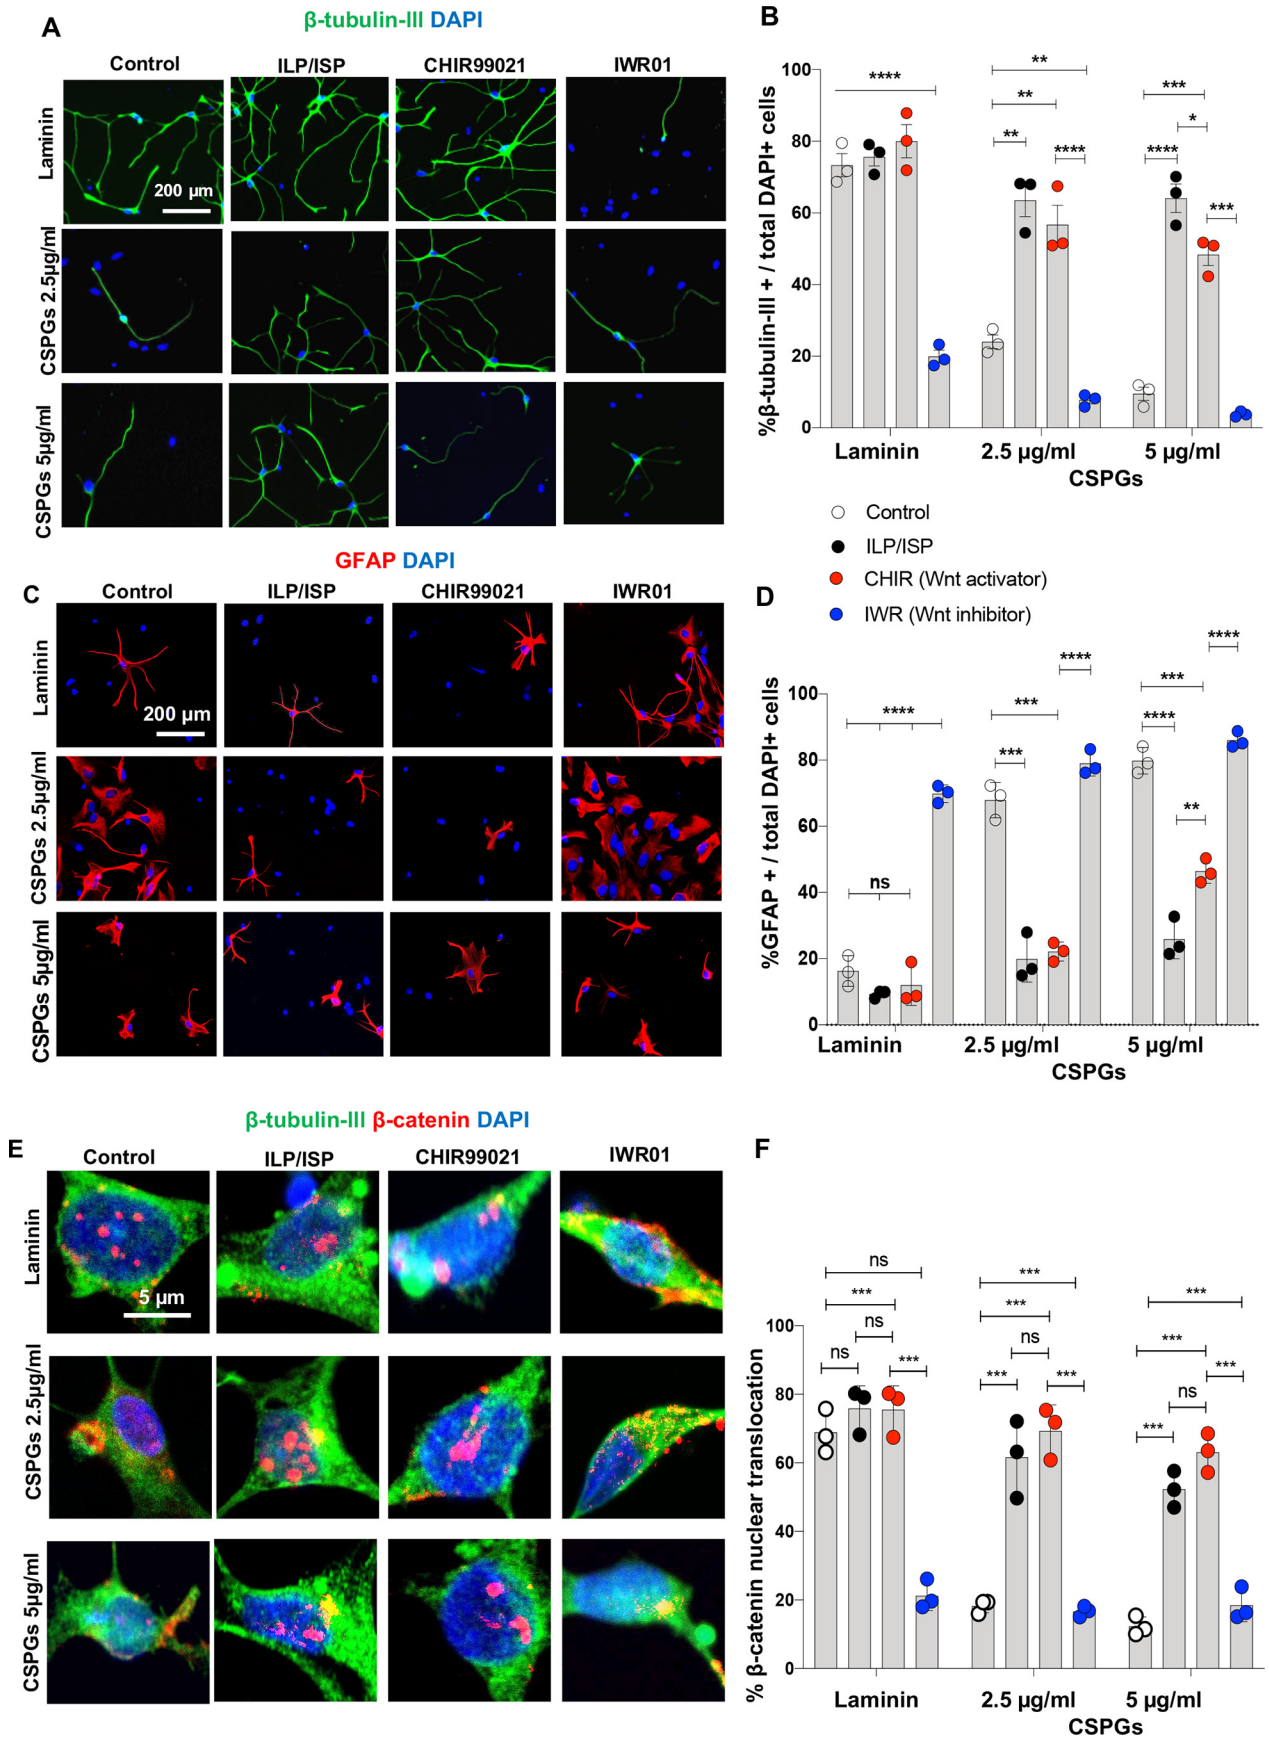 A
β-tubulin-III DAPI
Control ILP/ISP CHIR99021 IWR01
Laminin
200 µm
CSPGs 2.5µg/ml
CSPGs 5µg/ml
B
%β-tubulin-III + / total DAPI+ cells
100
80
60
40
20
0
****
**
**
**
****
***
*
****
***
Laminin 2.5 µg/ml 5 µg/ml
CSPGs
Control
ILP/ISP
CHIR (Wnt activator)
IWR (Wnt inhibitor)
C
GFAP DAPI
Control ILP/ISP CHIR99021 IWR01
Laminin
200 µm
CSPGs 2.5µg/ml
CSPGs 5µg/ml
D
%GFAP + / total DAPI+ cells
100
80
60
40
20
0
****
ns
****
***
***
****
***
****
**
Laminin 2.5 µg/ml 5 µg/ml
CSPGs
E
β-tubulin-III β-catenin DAPI
Control ILP/ISP CHIR99021 IWR01
Laminin
5 µm
CSPGs 2.5µg/ml
CSPGs 5µg/ml
F
% β-catenin nuclear translocation
100
80
60
40
20
0
ns
***
ns
ns
***
***
***
ns
***
***
***
***
***
ns
***
Laminin 2.5 µg/ml 5 µg/ml
CSPGs